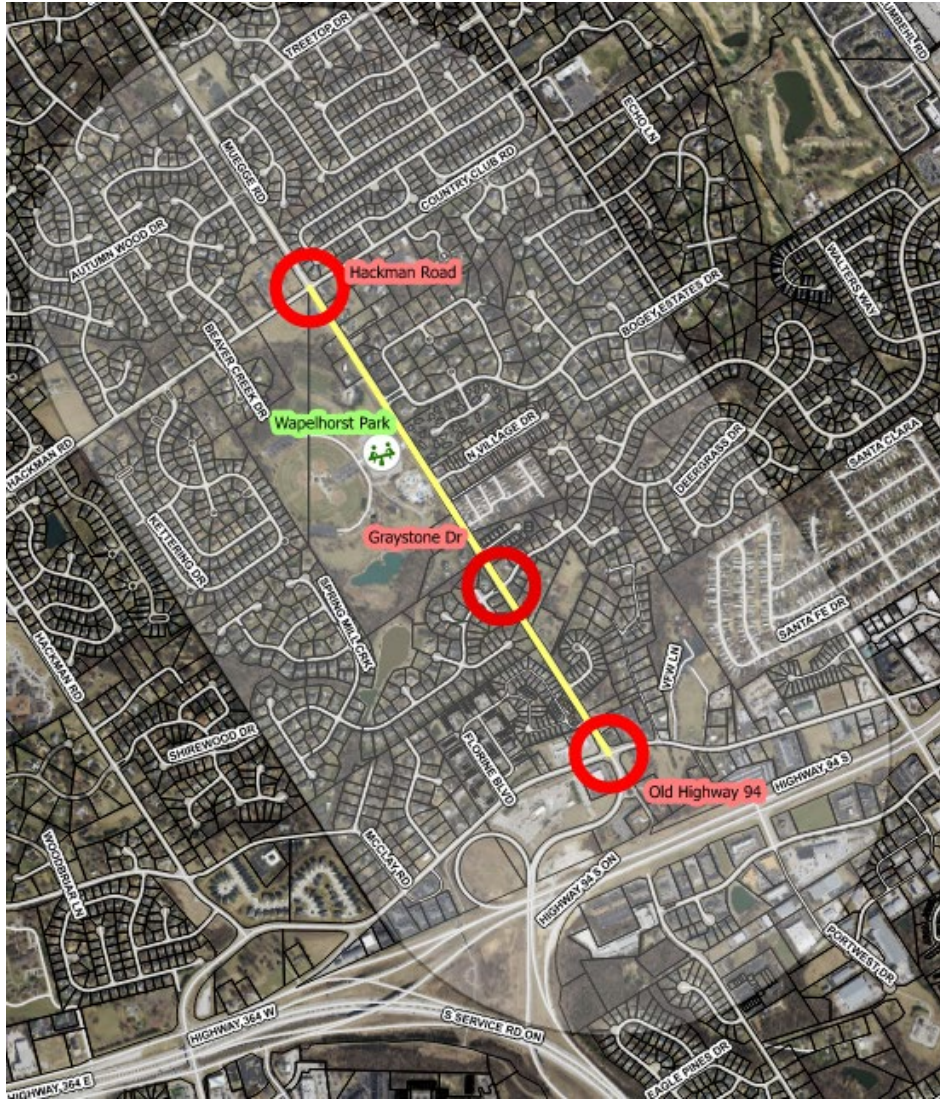 TREETOP DR
UMBEHL RD
ECHO LN
MUEGGE RD
COUNTRY CLUB RD
AUTUMN WOOD DR
WALTERS WAY
Hackman Road
BOGEY ESTATES DR
BEAVER CREEK DR
Wapelhorst Park
N VILLAGE DR
HACKMAN RD
DEERGRASS DR
SANTA CLARA
KETTERING DR
Graystone Dr
SPRING MILL CRK
SANTA FE DR
HACKMAN RD
VFW LN
SHIREWOOD DR
FLORINE BLVD
Old Highway 94
HIGHWAY 94 S
MCCLAY RD
WOODBRIAR LN
HIGHWAY 94 S ON
PORTWEST DR
HIGHWAY 364 W
S SERVICE RD ON
EAGLE PINES DR
HIGHWAY 364 E